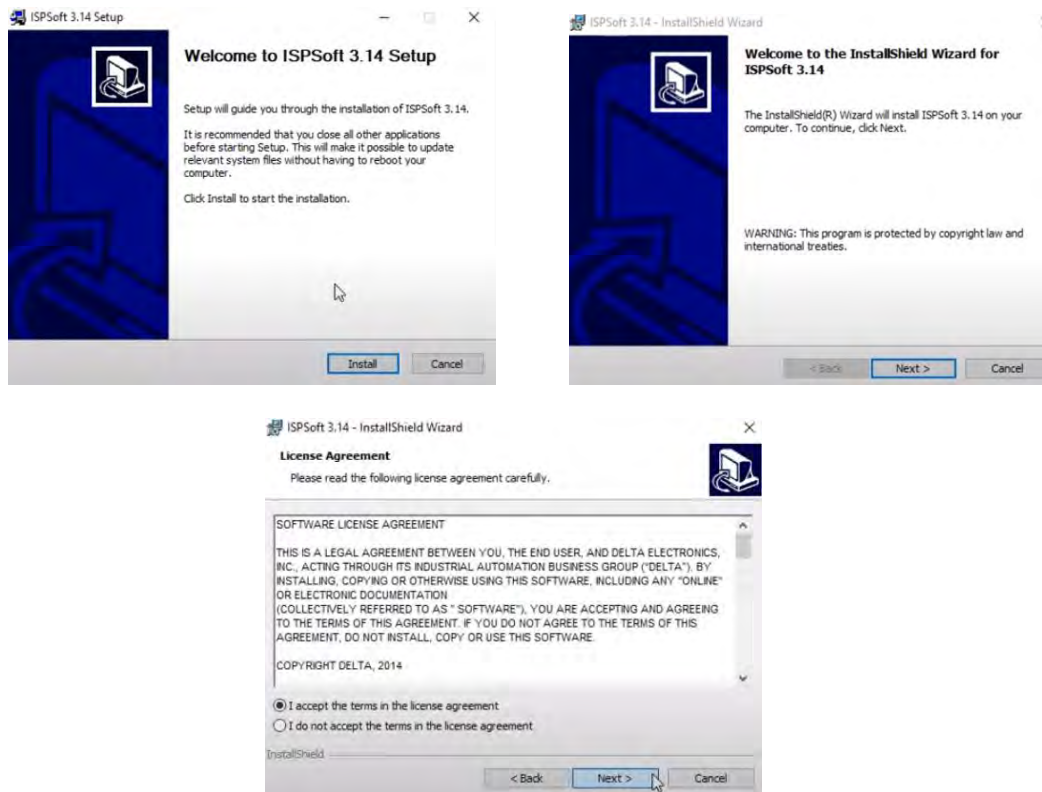 ISPSoft 3.14 Setup
Welcome to ISPSoft 3.14 Setup
Setup will guide you through the installation of ISPSoft 3.14.
It is recommended that you close all other applications
before starting Setup. This will make it possible to update
relevant system files without having to reboot your
computer.
Click Install to start the installation.
Install
Cancel
ISPSoft 3.14 - InstallShield Wizard
Welcome to the InstallShield Wizard for
ISPSoft 3.14
The InstallShield(R) Wizard will install ISPSoft 3.14 on your
computer. To continue, click Next.
WARNING: This program is protected by copyright law and
international treaties.
< Back
Next >
Cancel
ISPSoft 3.14 - InstallShield Wizard
License Agreement
Please read the following license agreement carefully.
SOFTWARE LICENSE AGREEMENT
THIS IS A LEGAL AGREEMENT BETWEEN YOU, THE END USER, AND DELTA ELECTRONICS,
INC., ACTING THROUGH ITS INDUSTRIAL AUTOMATION BUSINESS GROUP ("DELTA"). BY
INSTALLING, COPYING OR OTHERWISE USING THIS SOFTWARE, INCLUDING ANY "ONLINE"
OR ELECTRONIC DOCUMENTATION
(COLLECTIVELY REFERRED TO AS " SOFTWARE"), YOU ARE ACCEPTING AND AGREEING
TO THE TERMS OF THIS AGREEMENT. IF YOU DO NOT AGREE TO THE TERMS OF THIS
AGREEMENT, DO NOT INSTALL, COPY OR USE THIS SOFTWARE.
COPYRIGHT DELTA, 2014
I accept the terms in the license agreement
I do not accept the terms in the license agreement
InstallShield
< Back
Next >
Cancel